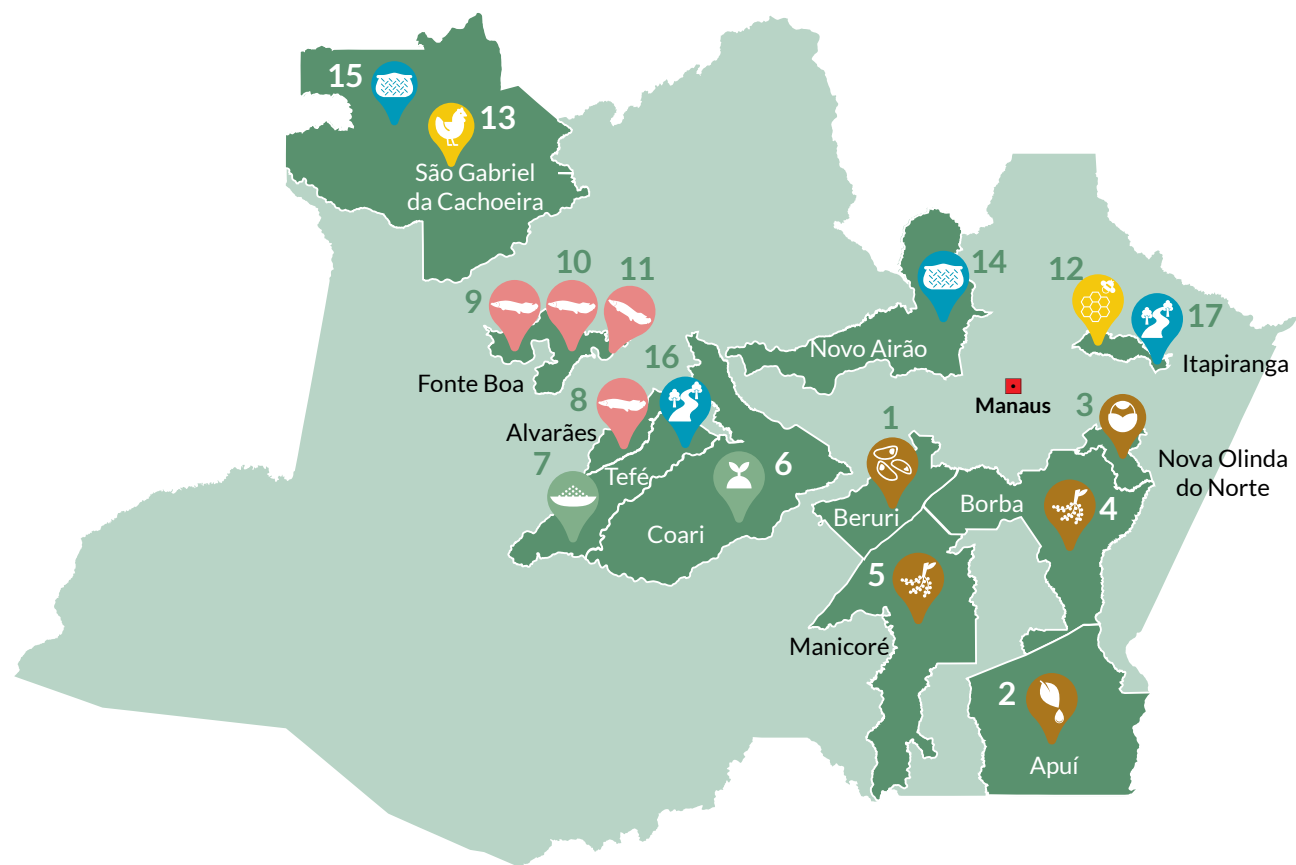 15
13
São Gabriel
da Cachoeira
10
11
9
14
12
17
Novo Airão
Itapiranga
Fonte Boa
16
Manaus
8
3
1
Alvarães
7
6
Nova Olinda
do Norte
Tefé
Borba
4
Beruri
Coari
5
Manicoré
2
Apuí